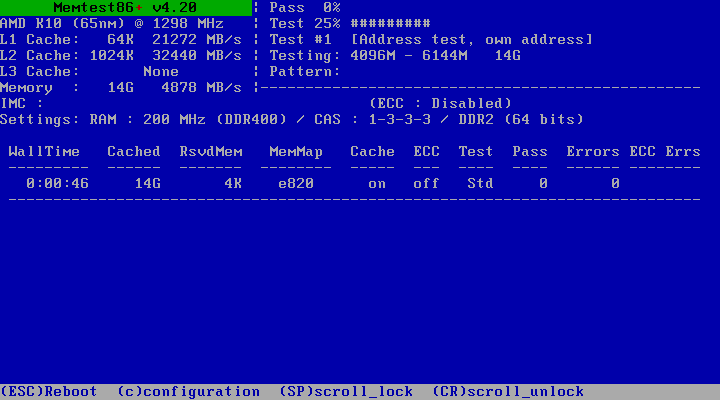 Memtest86+ v4.20 | Pass 0%
AMD K10 (65nm) @ 1298 MHz | Test 25% #########
L1 Cache: 64K 21272 MB/s | Test #1 [Address test, own address]
L2 Cache: 1024K 32440 MB/s | Testing: 4096M - 6144M 14G
L3 Cache: None | Pattern:
Memory : 14G 4878 MB/s |-------------------------------------------------
IMC : (ECC : Disabled)
Settings: RAM : 200 MHz (DDR400) / CAS : 1-3-3-3 / DDR2 (64 bits)
WallTime Cached RsvdMem MemMap Cache ECC Test Pass Errors ECC Errs
-------- ------ ------- ------ ----- --- ---- ---- ------ --------
0:00:46 14G 4K e820 on off Std 0 0
-----------------------------------------------------------------------------
(ESC)Reboot (c)configuration (SP)scroll_lock (CR)scroll_unlock